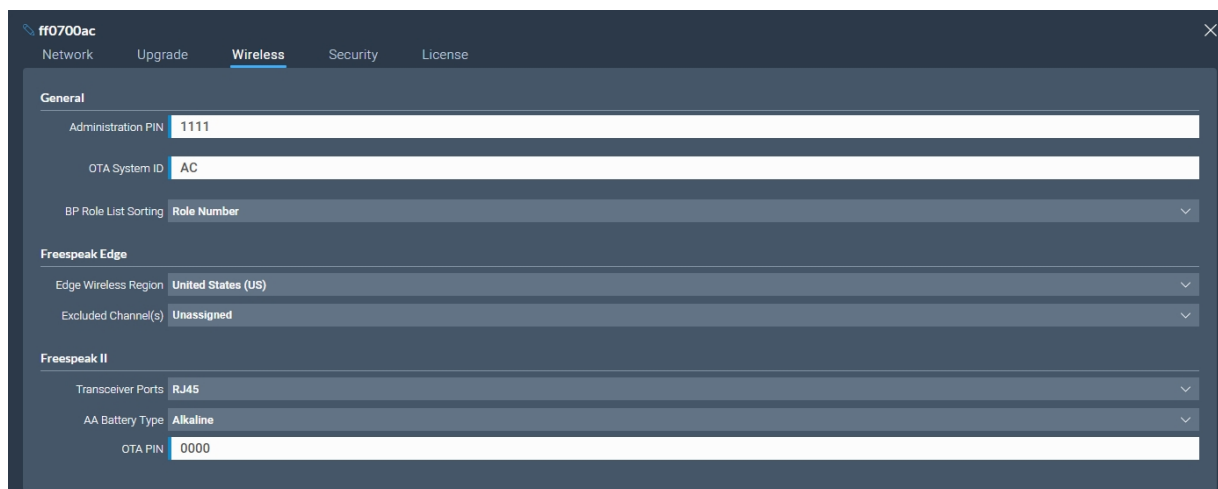 ff0700ac
Network Upgrade Wireless Security License
General
Administration PIN 1111
OTA System ID AC
BP Role List Sorting Role Number
Freespeak Edge
Edge Wireless Region United States (US)
Excluded Channel(s) Unassigned
Freespeak II
Transceiver Ports RJ45
AA Battery Type Alkaline
OTA PIN 0000